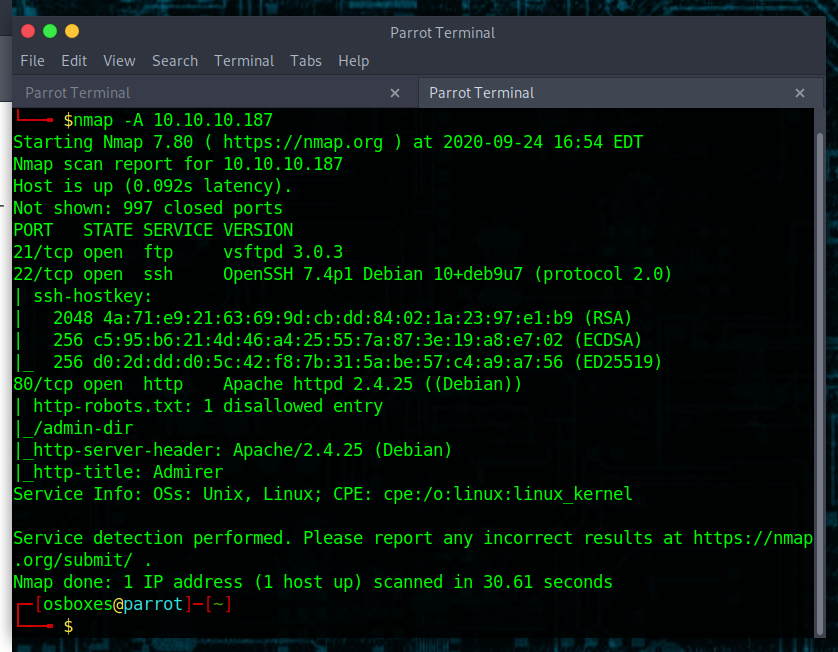 Parrot Terminal
File Edit View Search Terminal Tabs Help
Parrot Terminal × Parrot Terminal ×
$nmap -A 10.10.10.187
Starting Nmap 7.80 ( https://nmap.org ) at 2020-09-24 16:54 EDT
Nmap scan report for 10.10.10.187
Host is up (0.092s latency).
Not shown: 997 closed ports
PORT   STATE SERVICE VERSION
21/tcp open  ftp     vsftpd 3.0.3
22/tcp open  ssh     OpenSSH 7.4p1 Debian 10+deb9u7 (protocol 2.0)
| ssh-hostkey:
|   2048 4a:71:e9:21:63:69:9d:cb:dd:84:02:1a:23:97:e1:b9 (RSA)
|   256 c5:95:b6:21:4d:46:a4:25:55:7a:87:3e:19:a8:e7:02 (ECDSA)
|_  256 d0:2d:dd:d0:5c:42:f8:7b:31:5a:be:57:c4:a9:a7:56 (ED25519)
80/tcp open  http    Apache httpd 2.4.25 ((Debian))
| http-robots.txt: 1 disallowed entry
|_/admin-dir
|_http-server-header: Apache/2.4.25 (Debian)
|_http-title: Admirer
Service Info: OSs: Unix, Linux; CPE: cpe:/o:linux:linux_kernel

Service detection performed. Please report any incorrect results at https://nmap
.org/submit/ .
Nmap done: 1 IP address (1 host up) scanned in 30.61 seconds
┌─[osboxes@parrot]─[~]
└──╼ $